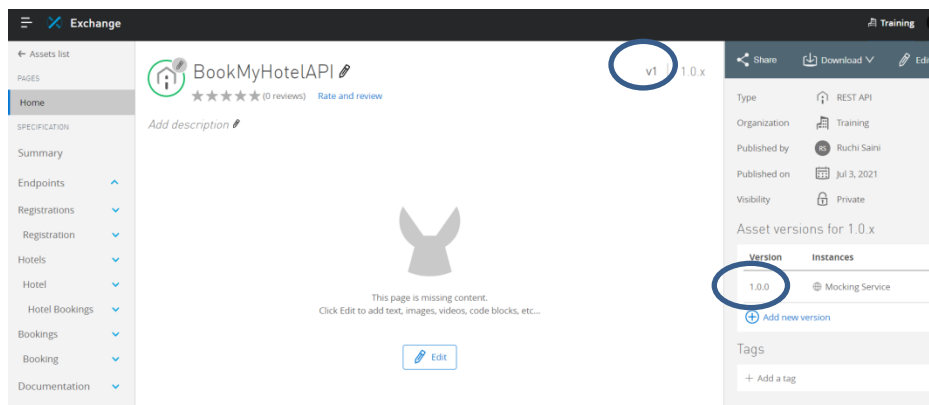 Exchange
Training
← Assets list
PAGES
Home
SPECIFICATION
Summary
Endpoints
Registrations
Registration
Hotels
Hotel
Hotel Bookings
Bookings
Booking
Documentation
BookMyHotelAPI
(0 reviews) Rate and review
v1 | 1.0.x
Add description
This page is missing content.
Click Edit to add text, images, videos, code blocks, etc...
Edit
Share Download
Type REST API
Organization Training
Published by RS Ruchi Saini
Published on Jul 3, 2021
Visibility Private
Asset versions for 1.0.x
Version Instances
1.0.0 Mocking Service
Add new version
Tags
+ Add a tag